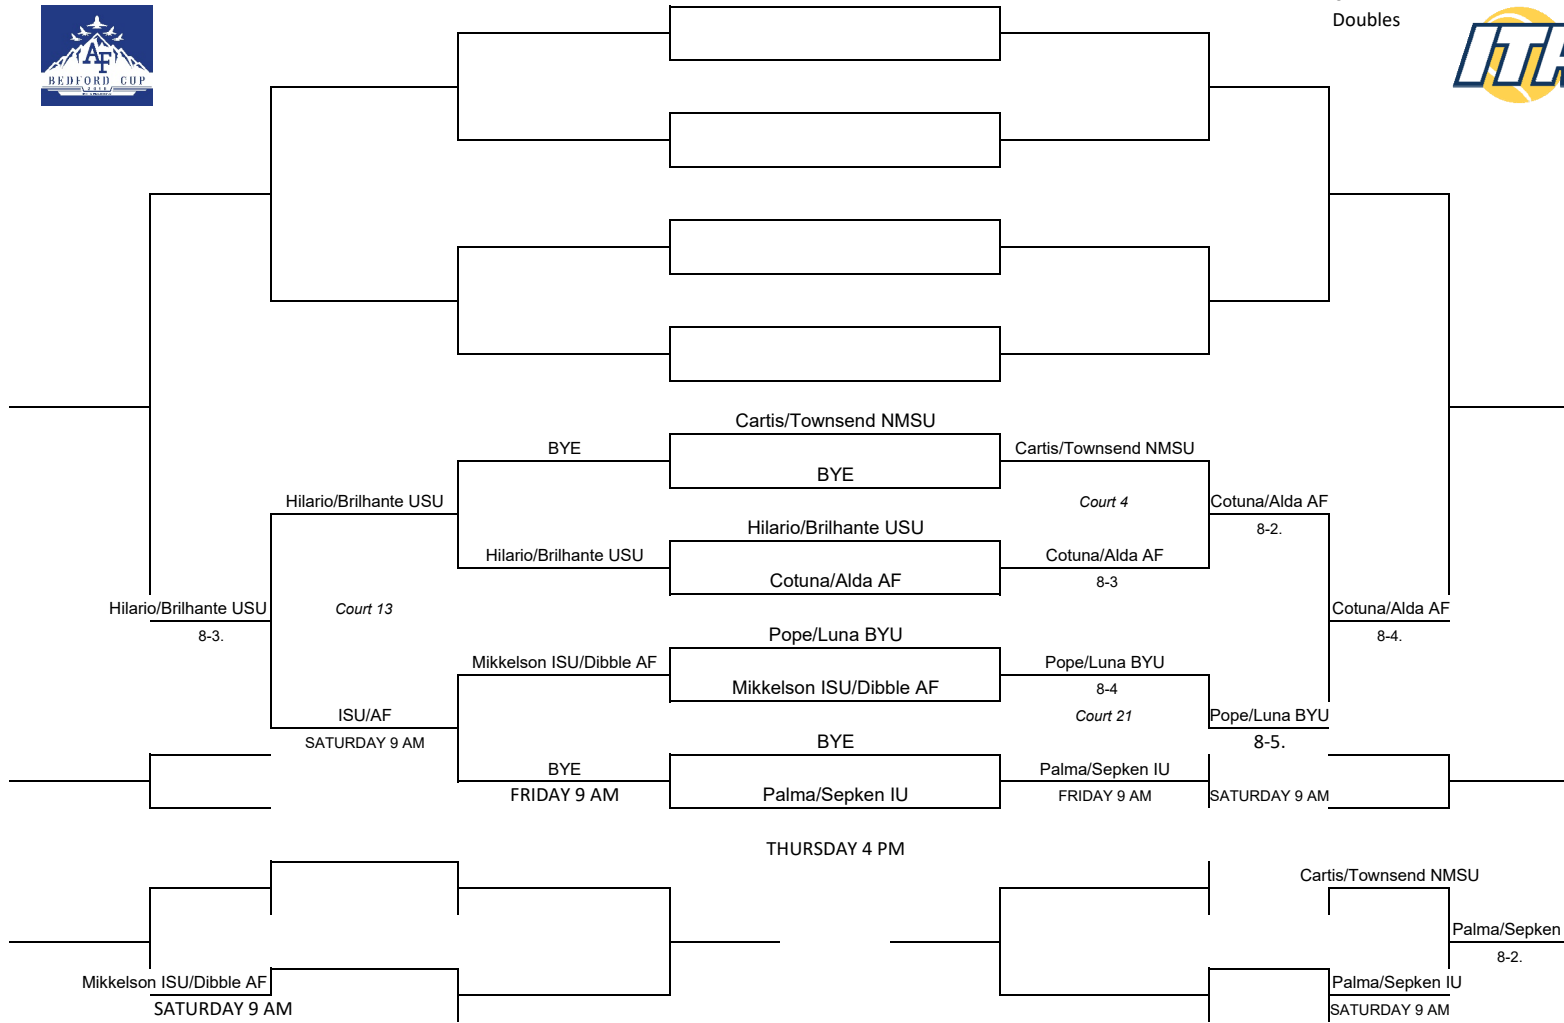 Doubles
AF
BEDFORD CUP
ITA
Cartis/Townsend NMSU
BYE
Cartis/Townsend NMSU
BYE
Hilario/Brilhante USU
Court 4
Cotuna/Alda AF
8-2.
Hilario/Brilhante USU
Hilario/Brilhante USU
Cotuna/Alda AF
Cotuna/Alda AF
8-3
Hilario/Brilhante USU
Court 13
Cotuna/Alda AF
8-3.
8-4.
Pope/Luna BYU
Mikkelson ISU/Dibble AF
Pope/Luna BYU
Mikkelson ISU/Dibble AF
8-4
ISU/AF
Court 21
Pope/Luna BYU
SATURDAY 9 AM
BYE
8-5.
BYE
Palma/Sepken IU
FRIDAY 9 AM
Palma/Sepken IU
FRIDAY 9 AM
SATURDAY 9 AM
THURSDAY 4 PM
Cartis/Townsend NMSU
Palma/Sepken
8-2.
Mikkelson ISU/Dibble AF
Palma/Sepken IU
SATURDAY 9 AM
SATURDAY 9 AM